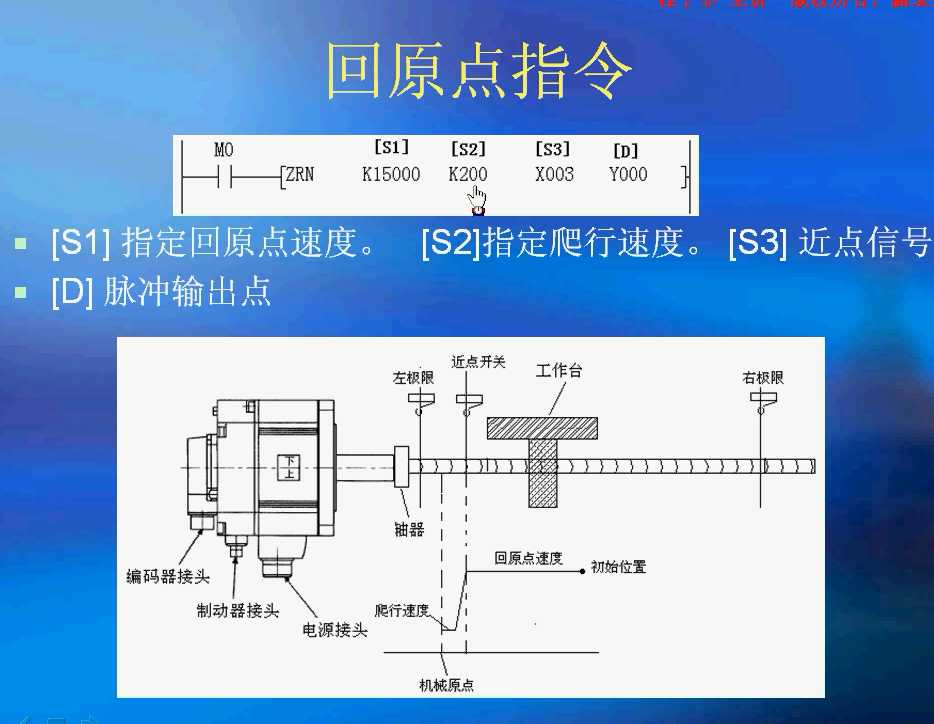 回原点指令
M0 [S1] [S2] [S3] [D]
ZRN K15000 K200 X003 Y000
[S1] 指定回原点速度。 [S2]指定爬行速度。 [S3] 近点信号
[D] 脉冲输出点
近点开关
左极限 工作台 右极限
下
上
轴器
回原点速度 初始位置
编码器接头
制动器接头 爬行速度
电源接头
机械原点